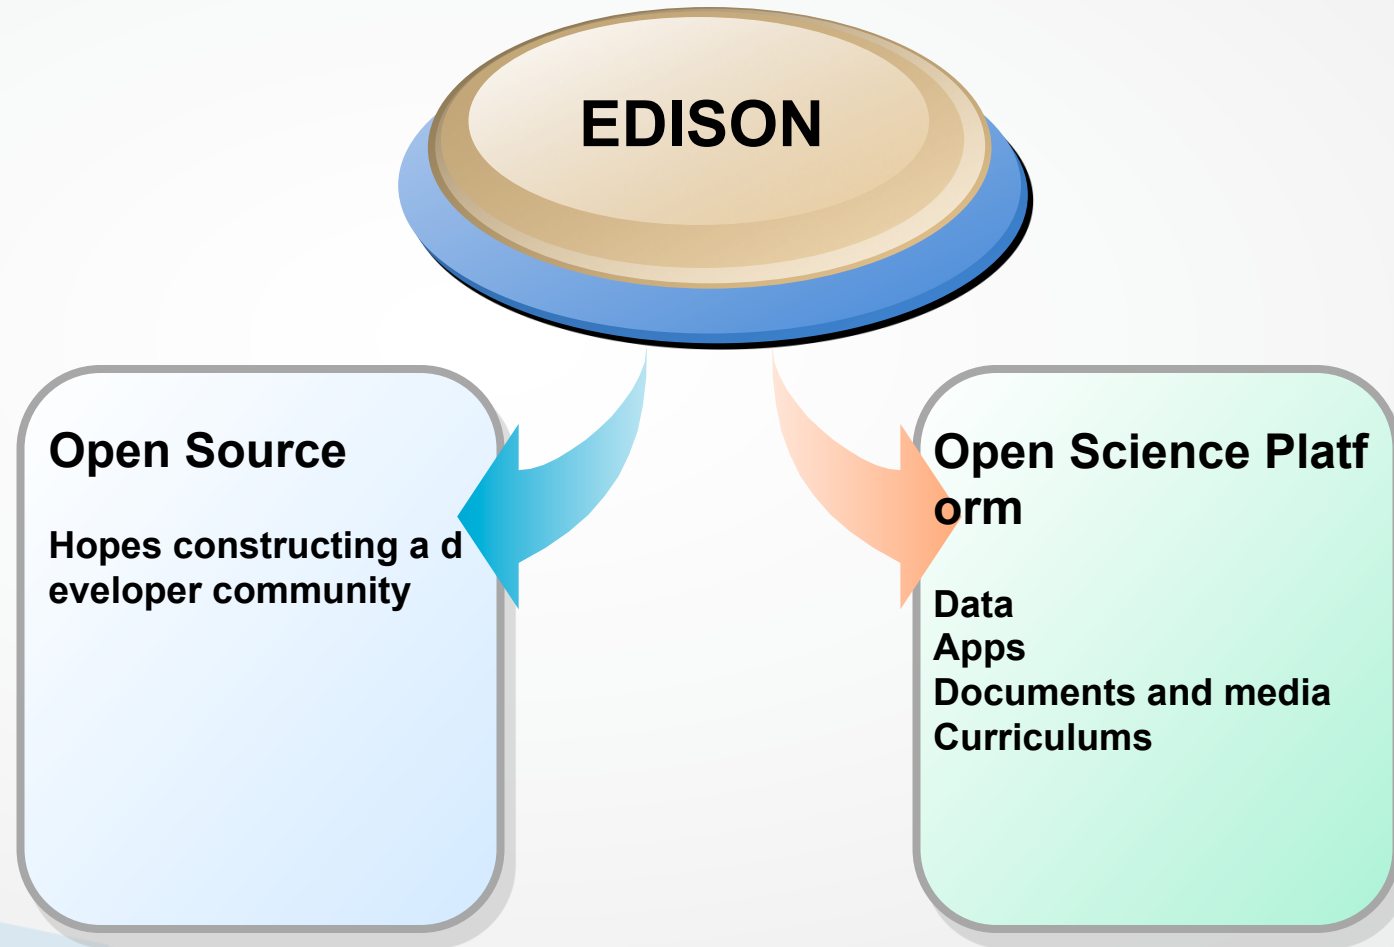 EDISON
Open Source
Hopes constructing a d
eveloper community
Open Science Platf
orm
Data
Apps
Documents and media
Curriculums